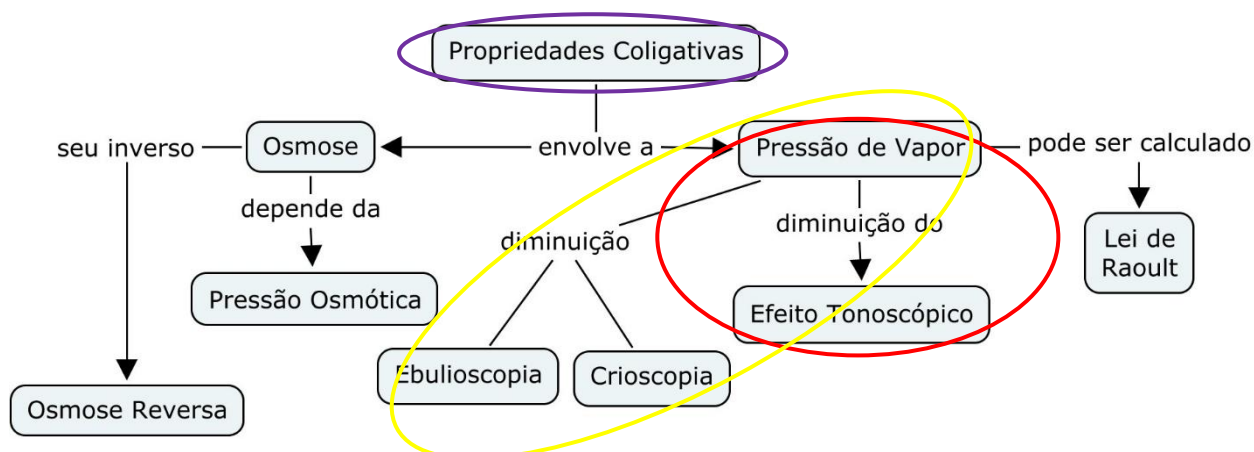 Propriedades Coligativas
seu inverso
Osmose
envolve a
Pressão de Vapor
pode ser calculado
depende da
diminuição
diminuição do
Lei de
Raoult
Pressão Osmótica
Efeito Tonoscópico
Ebulioscopia
Crioscopia
Osmose Reversa